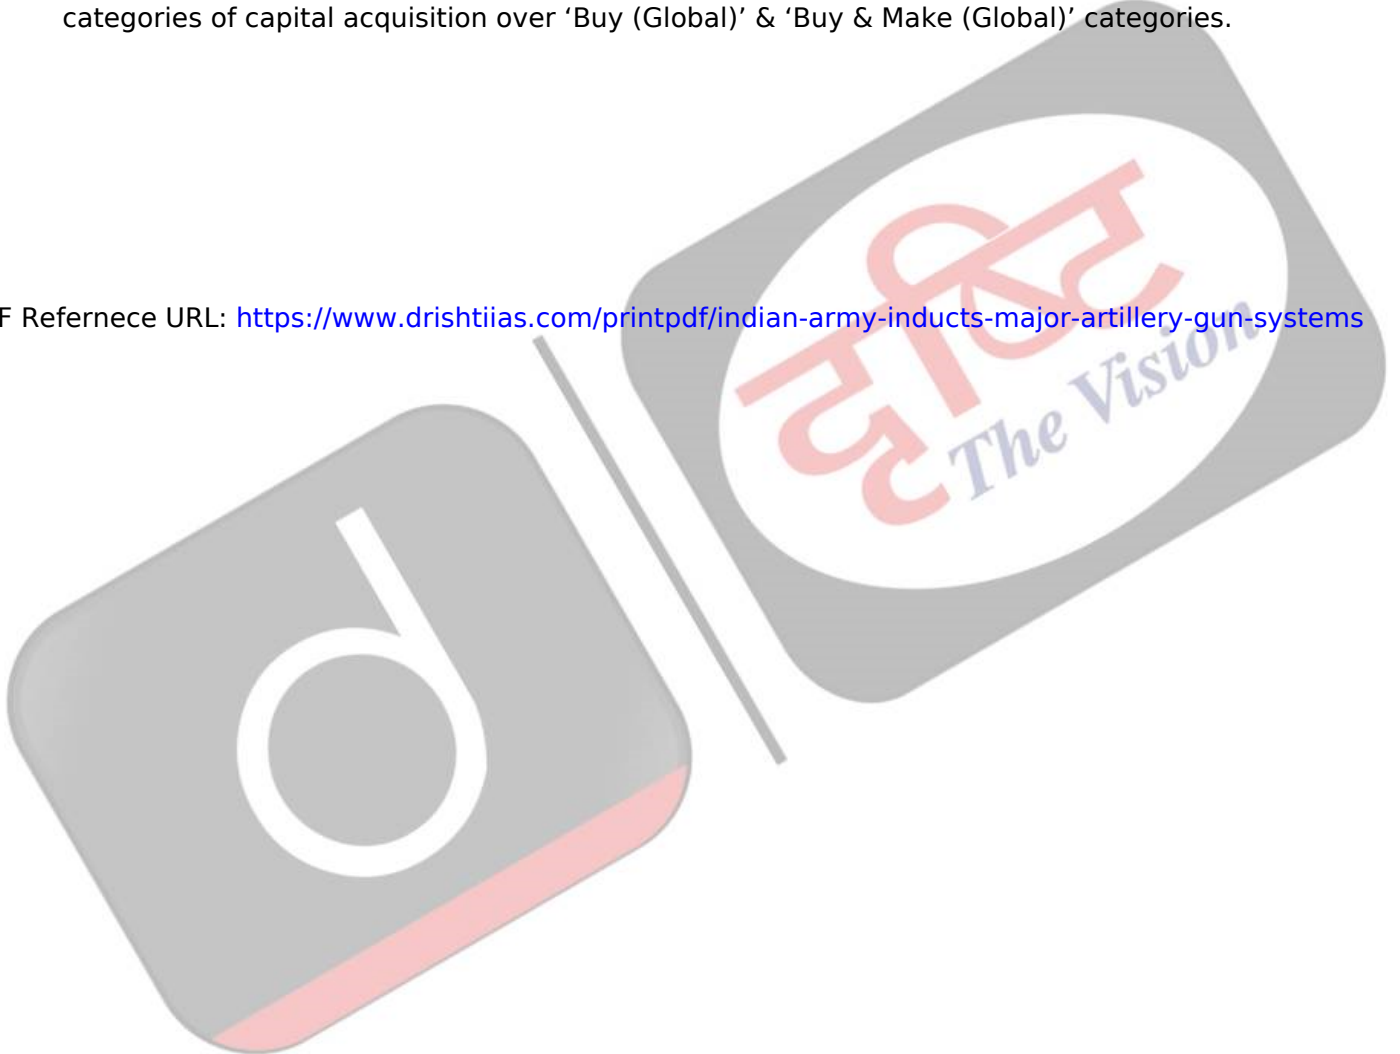 categories of capital acquisition over ‘Buy (Global)’ & ‘Buy & Make (Global)’ categories.
F Refernece URL: https://www.drishtiias.com/printpdf/indian-army-inducts-major-artillery-gun-systems
दृष्टि
The Vision
d